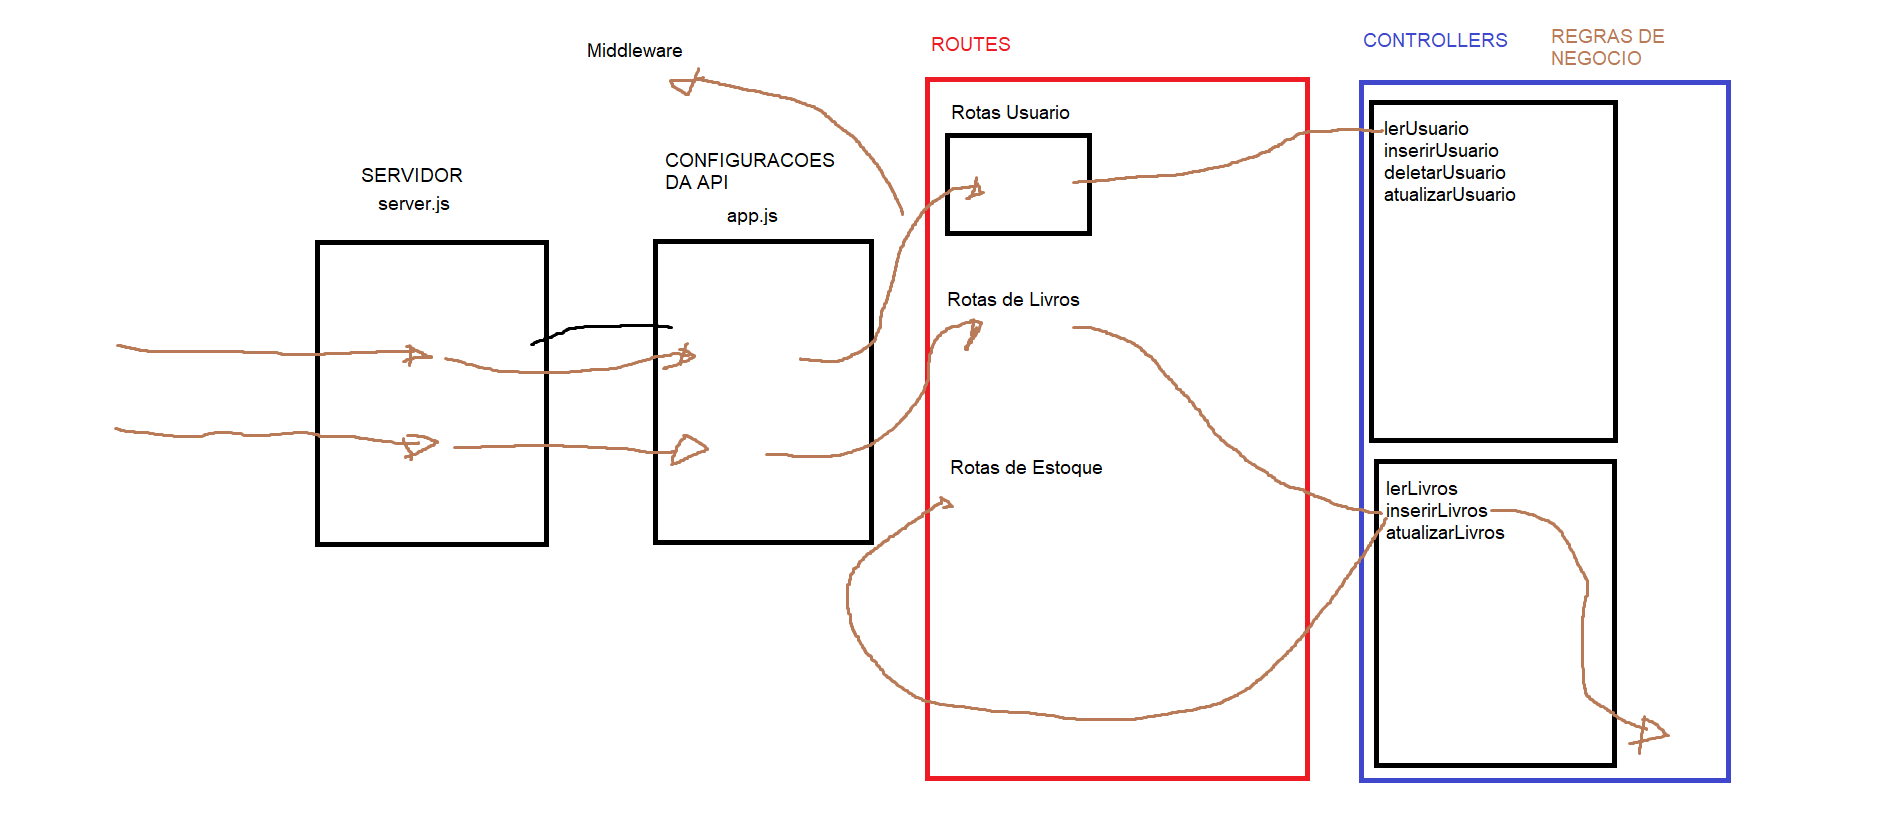 Middleware
ROUTES
CONTROLLERS
REGRAS DE
NEGOCIO
SERVIDOR
server.js
CONFIGURACOES
DA API
app.js
Rotas Usuario
Rotas de Livros
Rotas de Estoque
lerUsuario
inserirUsuario
deletarUsuario
atualizarUsuario
lerLivros
inserirLivros
atualizarLivros